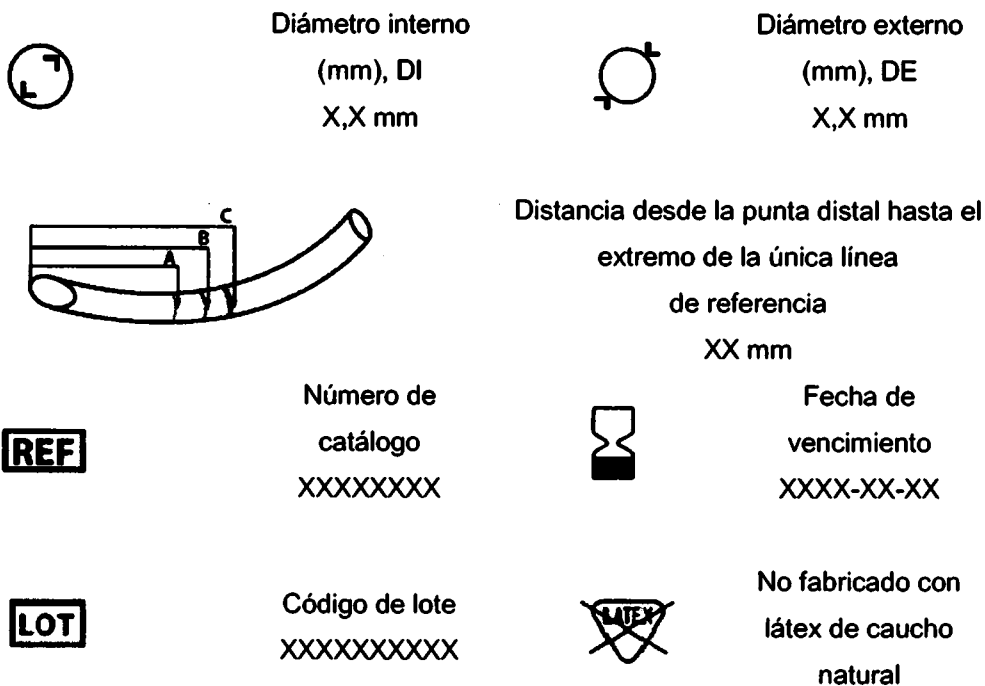 Diámetro interno
(mm), DI
X,X mm
Diámetro externo
(mm), DE
X,X mm
C
B
A
Distancia desde la punta distal hasta el
extremo de la única línea
de referencia
XX mm
REF
Número de
catálogo
XXXXXXXX
Fecha de
vencimiento
XXXX-XX-XX
LOT
Código de lote
XXXXXXXXXX
LATEX
No fabricado con
látex de caucho
natural